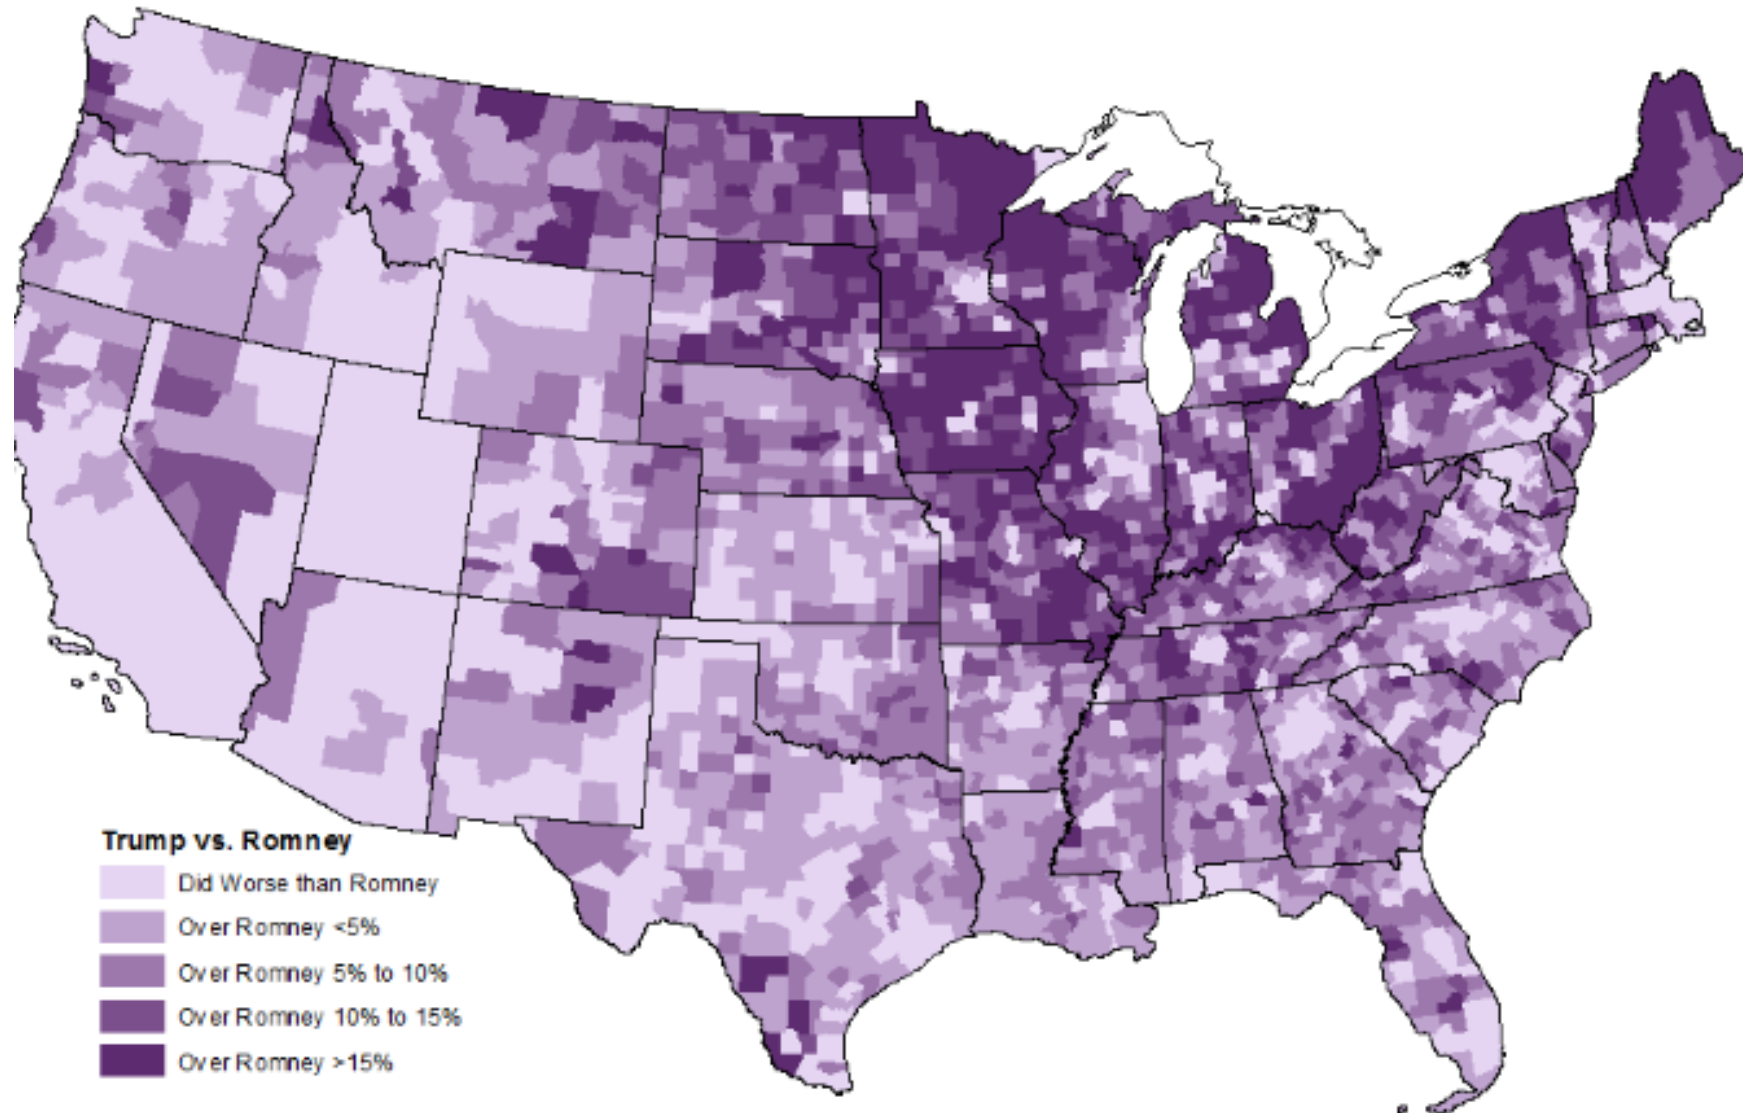 Trump vs. Romney
Did Worse than Romney
Over Romney <5%
Over Romney 5% to 10%
Over Romney 10% to 15%
Over Romney >15%